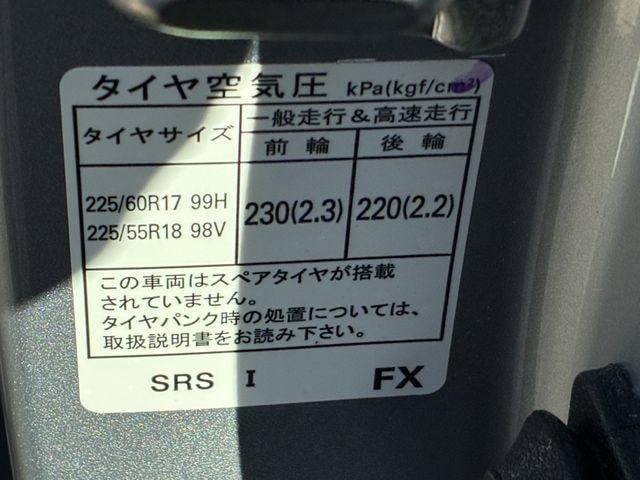 タイヤ空気圧 kPa(kgf/cm²)
タイヤサイズ
一般走行&高速走行
前輪 後輪
225/60R17 99H
225/55R18 98V
230(2.3) 220(2.2)
この車両はスペアタイヤが搭載
されていません。
タイヤパンク時の処置については、
取扱説明書をお読み下さい。
SRS I FX